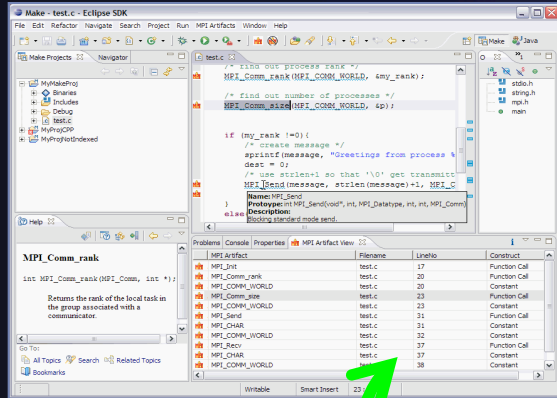 Make - test.c - Eclipse SDK
File Edit Refactor Navigate Search Project Run MPI Artifacts Window Help
Make Java
Make Projects Navigator
MyMakeProj
Binaries
Includes
Debug
test.c
MyProjCPP
MyProjNotIndexed
test.c
/* find out process rank */
MPI_Comm_rank(MPI_COMM_WORLD, &my_rank);
/* find out number of processes */
MPI_Comm_size(MPI_COMM_WORLD, &p);
if (my_rank !=0){
/* create message */
sprintf(message, "Greetings from process %
dest = 0;
/* use strlen+1 so that '\0' get transmitt
MPI_Send(message, strlen(message)+1, MPI_C
Name: MPI_Send
Protoype: int MPI_Send(void*, int, MPI_Datatype, int, int, MPI_Comm)
Description:
Blocking standard mode send.
else
stdio.h
string.h
mpi.h
main
Help
MPI_Comm_rank
int MPI_Comm_rank(MPI_Comm, int *);
Returns the rank of the local task in
the group associated with a
communicator.
Go To:
All Topics Search Related Topics
Bookmarks
Problems Console Properties MPI Artifact View
MPI Artifact Filename LineNo Construct
MPI_Init test.c 17 Function Call
MPI_Comm_rank test.c 20 Function Call
MPI_COMM_WORLD test.c 20 Constant
MPI_Comm_size test.c 23 Function Call
MPI_COMM_WORLD test.c 23 Constant
MPI_Send test.c 31 Function Call
MPI_CHAR test.c 31 Constant
MPI_COMM_WORLD test.c 32 Constant
MPI_Recv test.c 37 Function Call
MPI_CHAR test.c 37 Constant
MPI_COMM_WORLD test.c 38 Constant
Writable Smart Insert 23 :